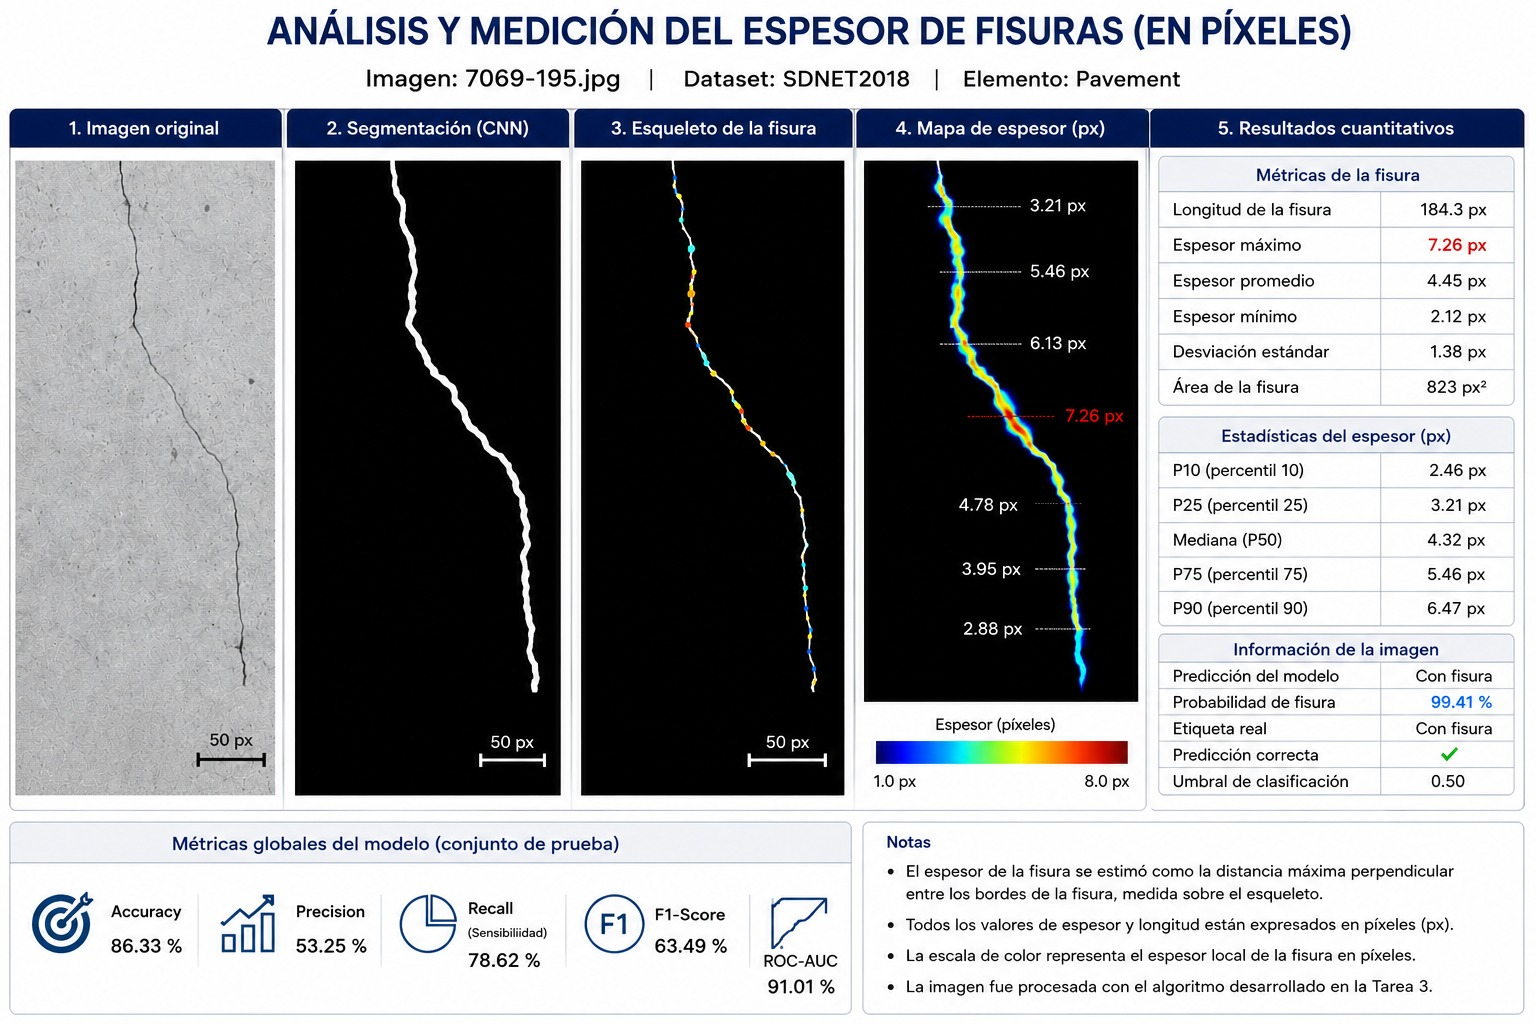 ANÁLISIS Y MEDICIÓN DEL ESPESOR DE FISURAS (EN PÍXELES)
Imagen: 7069-195.jpg | Dataset: SDNET2018 | Elemento: Pavement
1. Imagen original
50 px
2. Segmentación (CNN)
50 px
3. Esqueleto de la fisura
50 px
4. Mapa de espesor (px)
3.21 px
5.46 px
6.13 px
7.26 px
4.78 px
3.95 px
2.88 px
Espesor (píxeles)
1.0 px 8.0 px
5. Resultados cuantitativos
Métricas de la fisura
Longitud de la fisura 184.3 px
Espesor máximo 7.26 px
Espesor promedio 4.45 px
Espesor mínimo 2.12 px
Desviación estándar 1.38 px
Área de la fisura 823 px²
Estadísticas del espesor (px)
P10 (percentil 10) 2.46 px
P25 (percentil 25) 3.21 px
Mediana (P50) 4.32 px
P75 (percentil 75) 5.46 px
P90 (percentil 90) 6.47 px
Información de la imagen
Predicción del modelo Con fisura
Probabilidad de fisura 99.41 %
Etiqueta real Con fisura
Predicción correcta ✓
Umbral de clasificación 0.50
Métricas globales del modelo (conjunto de prueba)
Accuracy
86.33 %
Precision
53.25 %
Recall
(Sensibiliidad)
78.62 %
F1
F1-Score
63.49 %
ROC-AUC
91.01 %
Notas
• El espesor de la fisura se estimó como la distancia máxima perpendicular
entre los bordes de la fisura, medida sobre el esqueleto.
• Todos los valores de espesor y longitud están expresados en píxeles (px).
• La escala de color representa el espesor local de la fisura en píxeles.
• La imagen fue procesada con el algoritmo desarrollado en la Tarea 3.